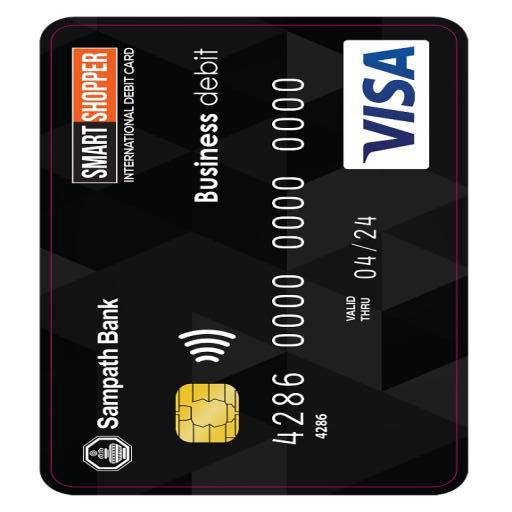 Sampath Bank
SMART SHOPPER
INTERNATIONAL DEBIT CARD
Business debit
4286 0000 0000 0000
4286
VALID
THRU
04/24
VISA